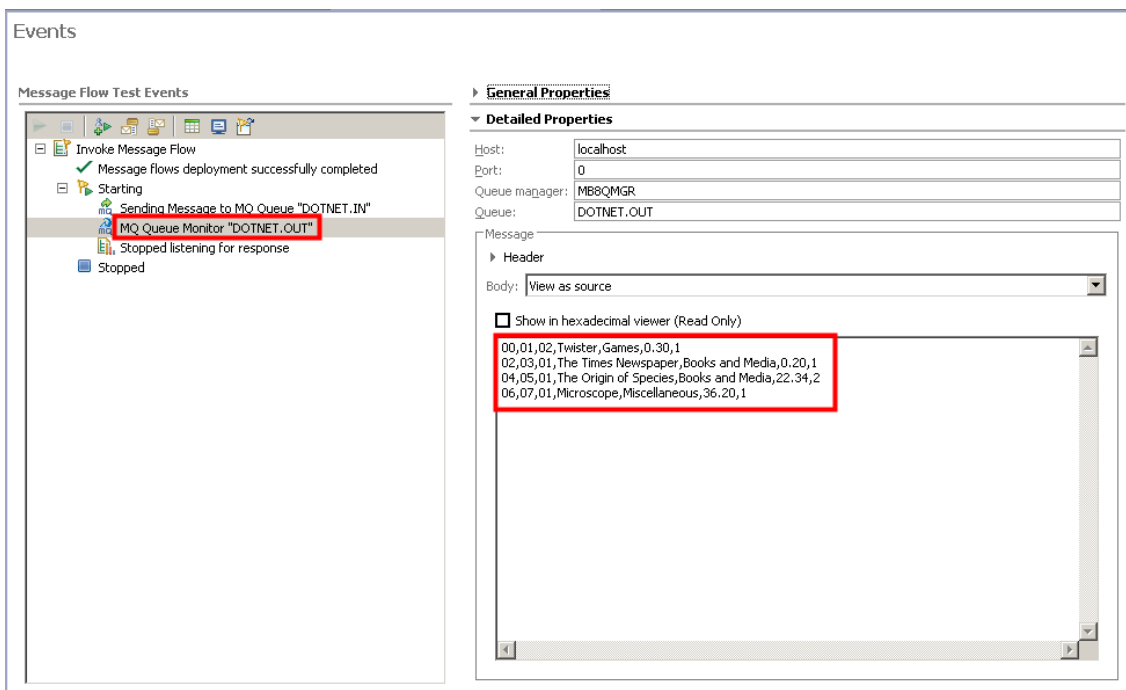 Events
Message Flow Test Events
Invoke Message Flow
Message flows deployment successfully completed
Starting
Sending Message to MQ Queue "DOTNET.IN"
MQ Queue Monitor "DOTNET.OUT"
Stopped listening for response
Stopped
General Properties
Detailed Properties
Host: localhost
Port: 0
Queue manager: MB8QMGR
Queue: DOTNET.OUT
Message
Header
Body: View as source
Show in hexadecimal viewer (Read Only)
00,01,02,Twister,Games,0.30,1
02,03,01,The Times Newspaper,Books and Media,0.20,1
04,05,01,The Origin of Species,Books and Media,22.34,2
06,07,01,Microscope,Miscellaneous,36.20,1